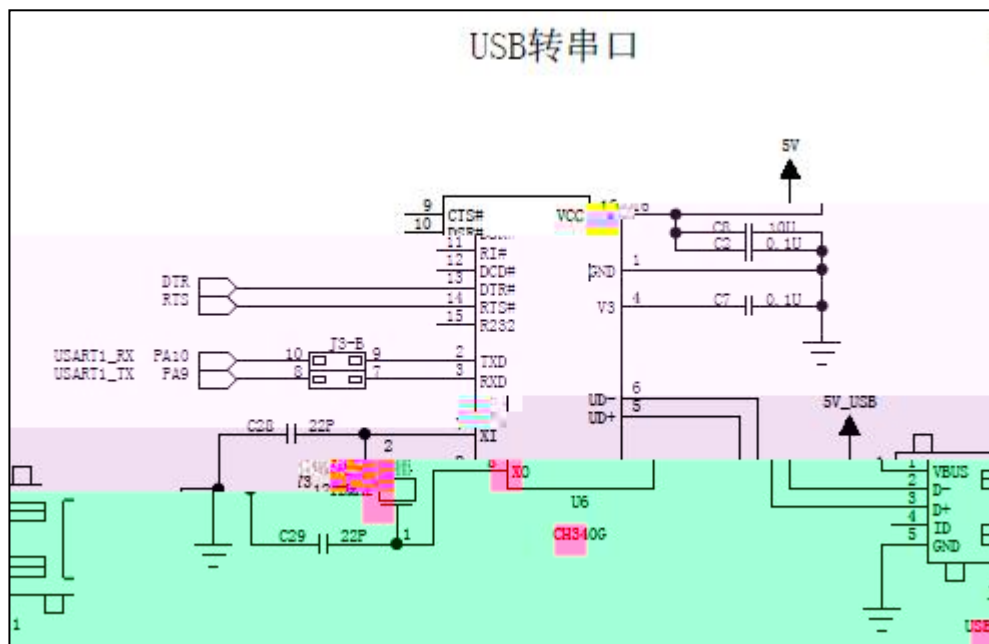 USB转串口
5V
9 CTS# VCC
10
C8 10U
11 C2 0.1U
12 RI# GND 1
13 DCD#
DTR DTR#
14
RTS RTS# V3 4 C7 0.1U
15 R232
J3-B
USART1_RX PA10 10 9 2 TXD
USART1_TX PA9 8 7 3 RXD
UD- 6
UD+ 5
5V_USB
C28 22P XI
2
XO 1 VBUS
2 D-
U6 3 D+
4 ID
C29 22P 1 CH340G 5 GND
1 USB